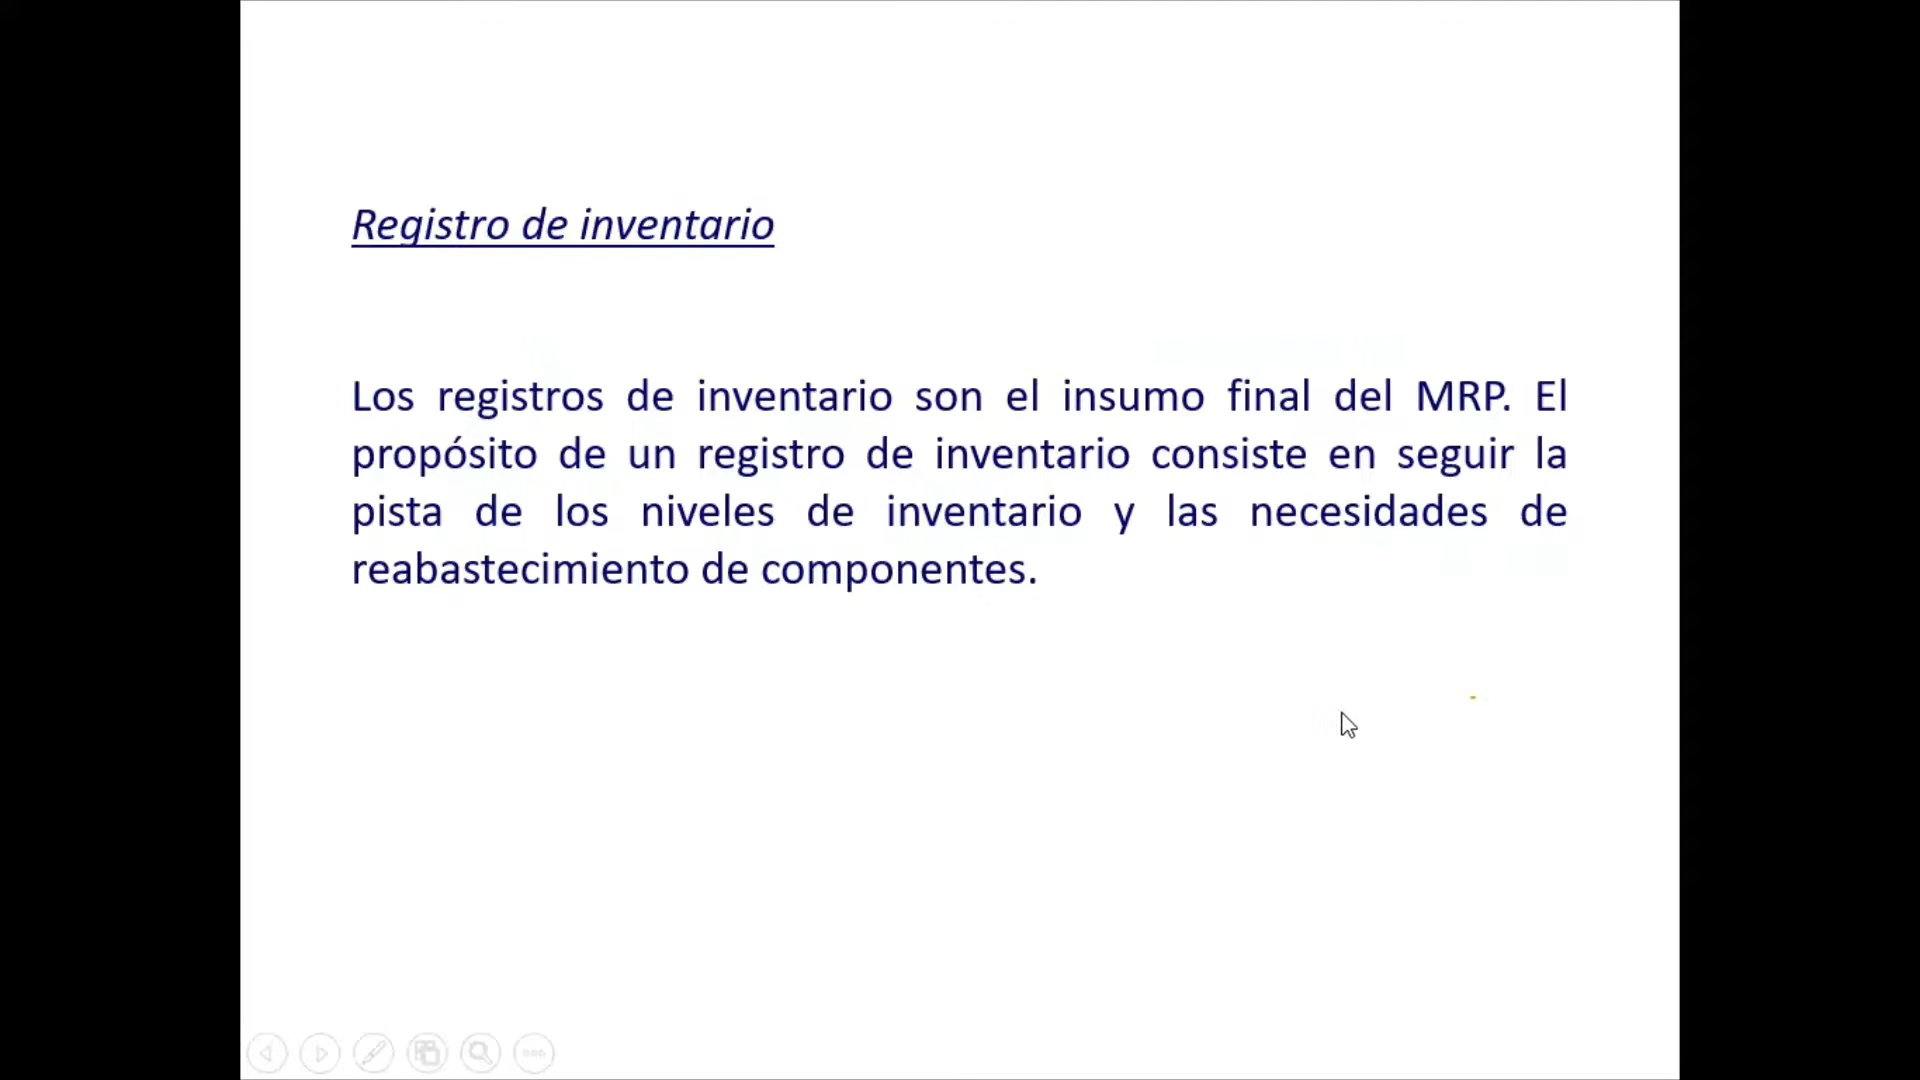 Registro de inventario
Los registros de inventario son el insumo final del MRP. El
propósito de un registro de inventario consiste en seguir la
pista de los niveles de inventario y las necesidades de
reabastecimiento de componentes.